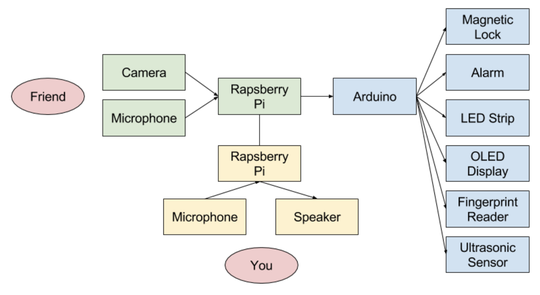 Magnetic
Lock
Camera
Alarm
Friend
Rapsberry
Pi
Arduino
Microphone
LED Strip
Rapsberry
Pi
OLED
Display
Microphone
Speaker
Fingerprint
Reader
Ultrasonic
Sensor
You